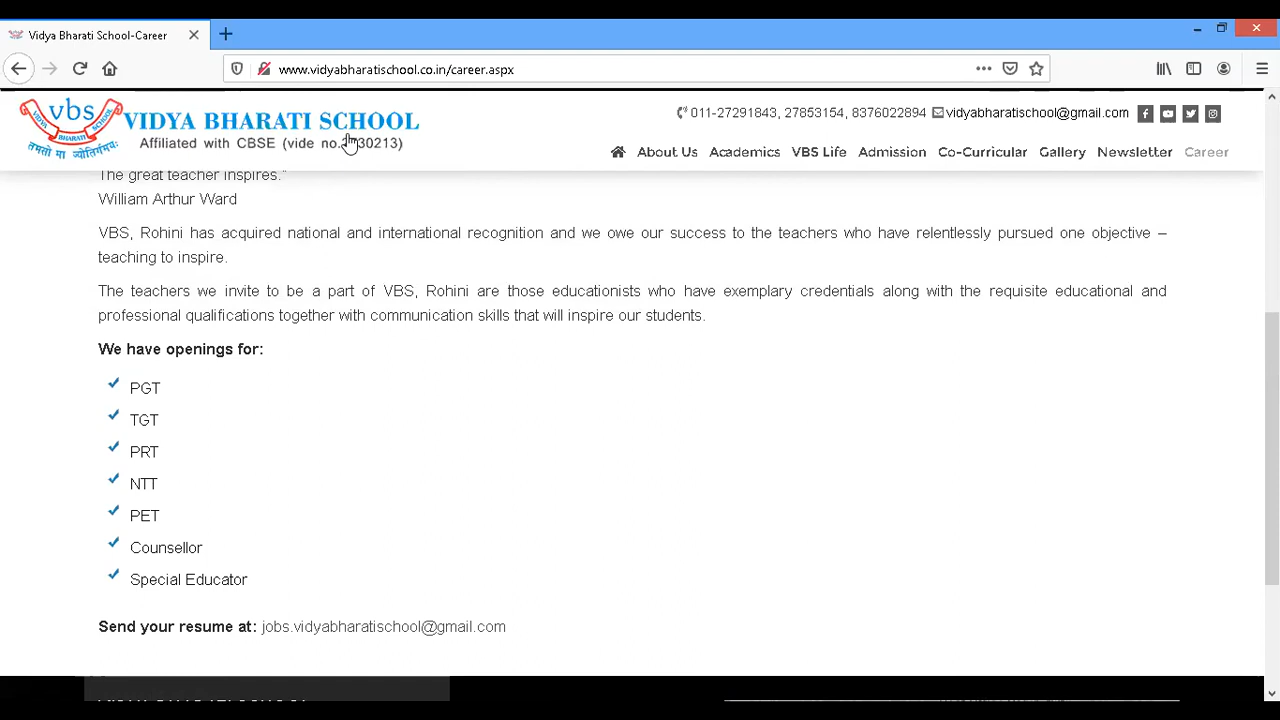 Vidya Bharati School-Career
www.vidyabharatischool.co.in/career.aspx
vbs
VIDYA BHARATI SCHOOL
Affiliated with CBSE (vide no. 30213)
तमसो मा ज्योतिर्गमयः
011-27291843, 27853154, 8376022894 vidyabharatischool@gmail.com
About Us Academics VBS Life Admission Co-Curricular Gallery Newsletter Career
The great teacher inspires."
William Arthur Ward
VBS, Rohini has acquired national and international recognition and we owe our success to the teachers who have relentlessly pursued one objective –
teaching to inspire.
The teachers we invite to be a part of VBS, Rohini are those educationists who have exemplary credentials along with the requisite educational and
professional qualifications together with communication skills that will inspire our students.
We have openings for:
PGT
TGT
PRT
NTT
PET
Counsellor
Special Educator
Send your resume at: jobs.vidyabharatischool@gmail.com